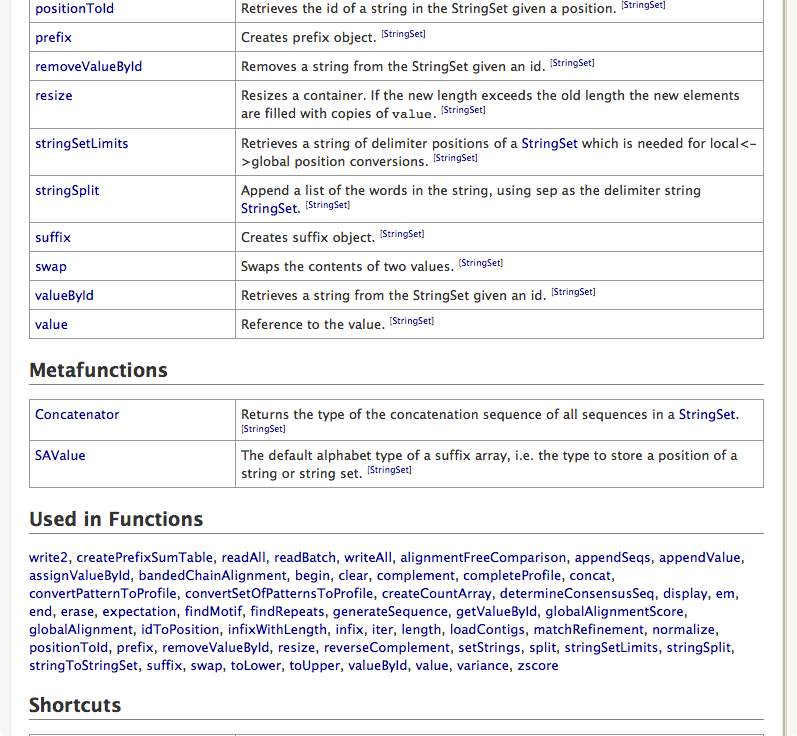 positionToId Retrieves the id of a string in the StringSet given a position. [StringSet]
prefix Creates prefix object. [StringSet]
removeValueById Removes a string from the StringSet given an id. [StringSet]
resize Resizes a container. If the new length exceeds the old length the new elements
are filled with copies of value. [StringSet]
stringSetLimits Retrieves a string of delimiter positions of a StringSet which is needed for local<-
>global position conversions. [StringSet]
stringSplit Append a list of the words in the string, using sep as the delimiter string
StringSet. [StringSet]
suffix Creates suffix object. [StringSet]
swap Swaps the contents of two values. [StringSet]
valueById Retrieves a string from the StringSet given an id. [StringSet]
value Reference to the value. [StringSet]
Metafunctions
Concatenator Returns the type of the concatenation sequence of all sequences in a StringSet.
[StringSet]
SAValue The default alphabet type of a suffix array, i.e. the type to store a position of a
string or string set. [StringSet]
Used in Functions
write2, createPrefixSumTable, readAll, readBatch, writeAll, alignmentFreeComparison, appendSeqs, appendValue,
assignValueById, bandedChainAlignment, begin, clear, complement, completeProfile, concat,
convertPatternToProfile, convertSetOfPatternsToProfile, createCountArray, determineConsensusSeq, display, em,
end, erase, expectation, findMotif, findRepeats, generateSequence, getValueById, globalAlignmentScore,
globalAlignment, idToPosition, infixWithLength, infix, iter, length, loadContigs, matchRefinement, normalize,
positionToId, prefix, removeValueById, resize, reverseComplement, setStrings, split, stringSetLimits, stringSplit,
stringToStringSet, suffix, swap, toLower, toUpper, valueById, value, variance, zscore
Shortcuts